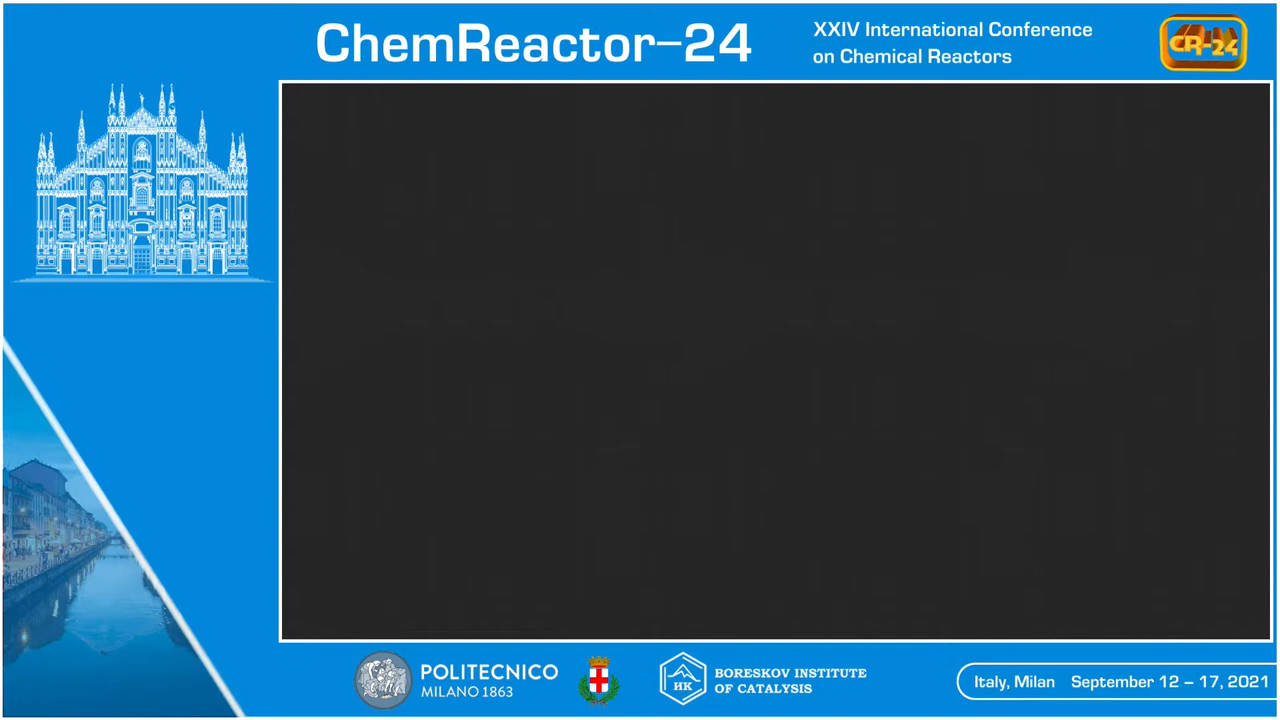 ChemReactor–24
XXIV International Conference
on Chemical Reactors
CR-24
POLITECNICO
MILANO 1863
НК
BORESKOV INSTITUTE
OF CATALYSIS
Italy, Milan September 12 – 17, 2021